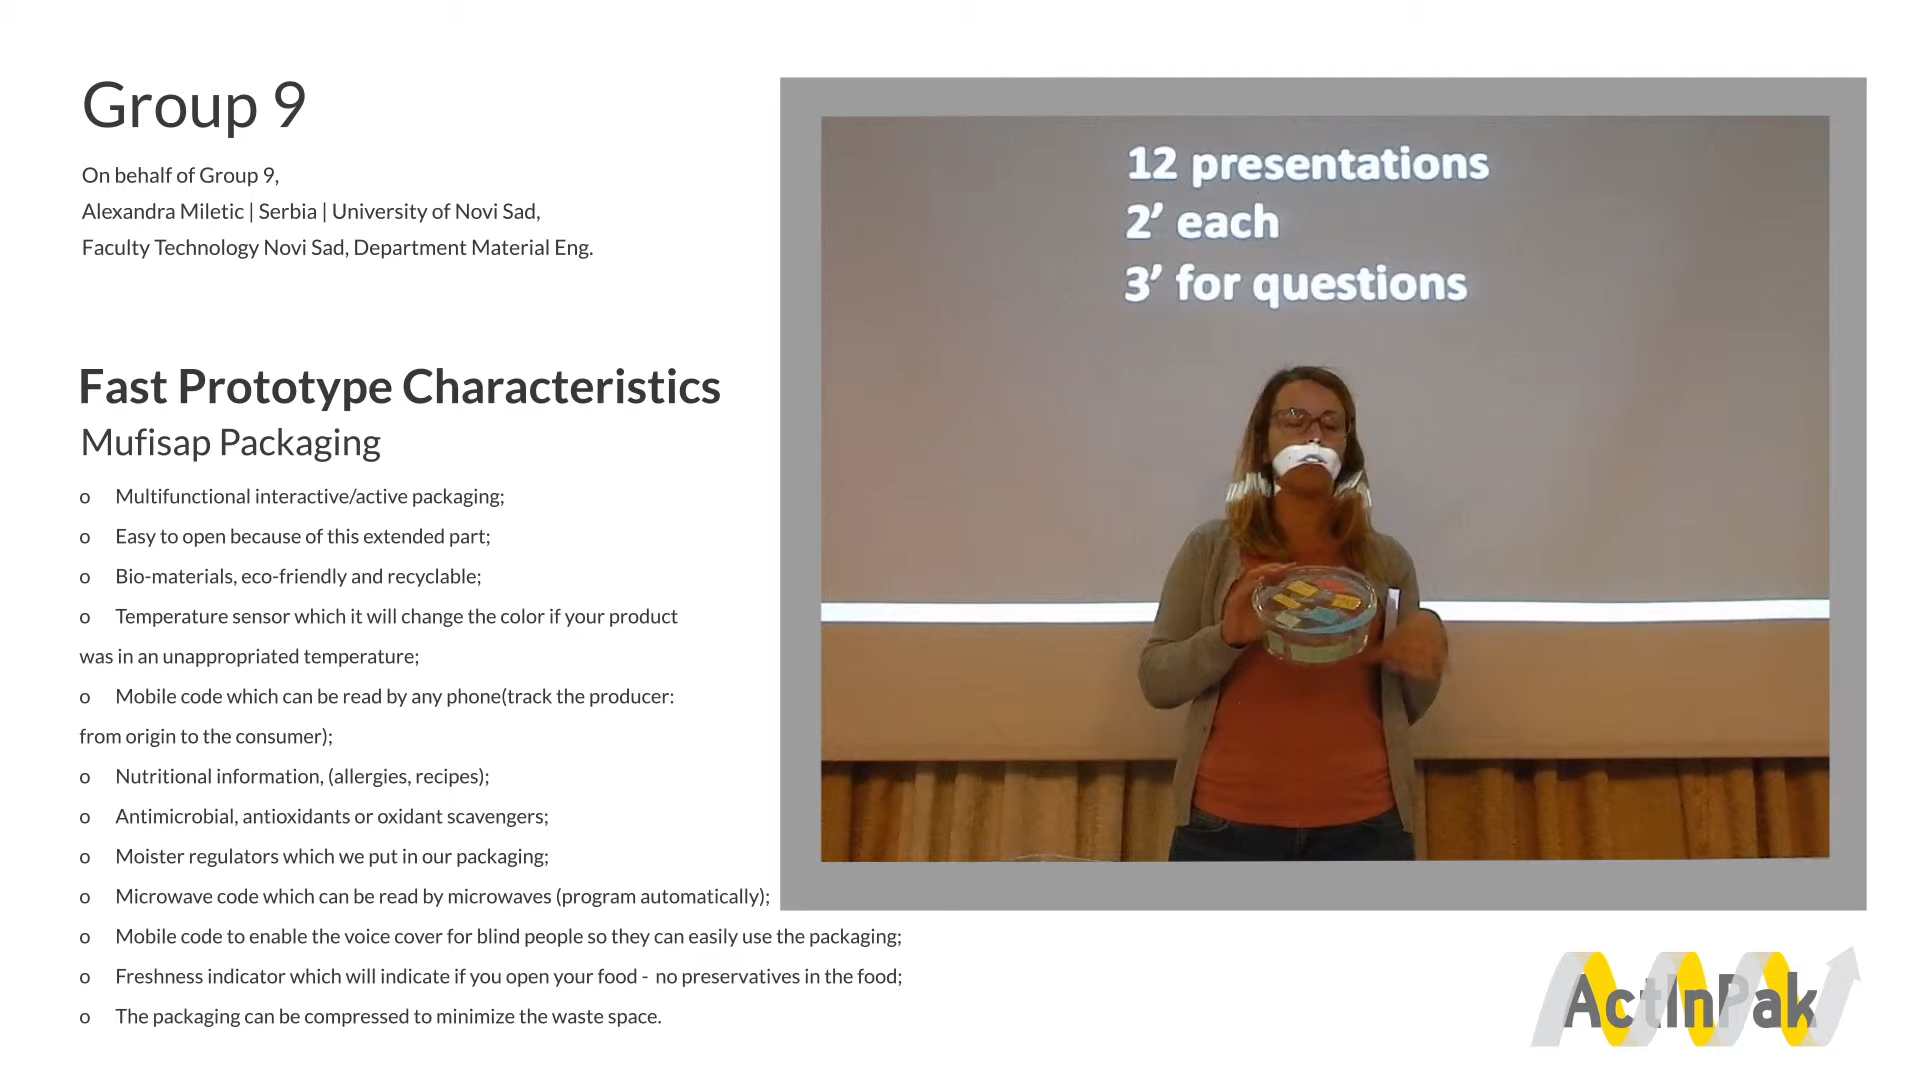 Group 9
On behalf of Group 9,
Alexandra Miletic | Serbia | University of Novi Sad,
Faculty Technology Novi Sad, Department Material Eng.
Fast Prototype Characteristics
Mufisap Packaging
o Multifunctional interactive/active packaging;
o Easy to open because of this extended part;
o Bio-materials, eco-friendly and recyclable;
o Temperature sensor which it will change the color if your product
was in an unappropriated temperature;
o Mobile code which can be read by any phone(track the producer:
from origin to the consumer);
o Nutritional information, (allergies, recipes);
o Antimicrobial, antioxidants or oxidant scavengers;
o Moister regulators which we put in our packaging;
o Microwave code which can be read by microwaves (program automatically);
o Mobile code to enable the voice cover for blind people so they can easily use the packaging;
o Freshness indicator which will indicate if you open your food - no preservatives in the food;
o The packaging can be compressed to minimize the waste space.
12 presentations
2’ each
3’ for questions
ActInPak